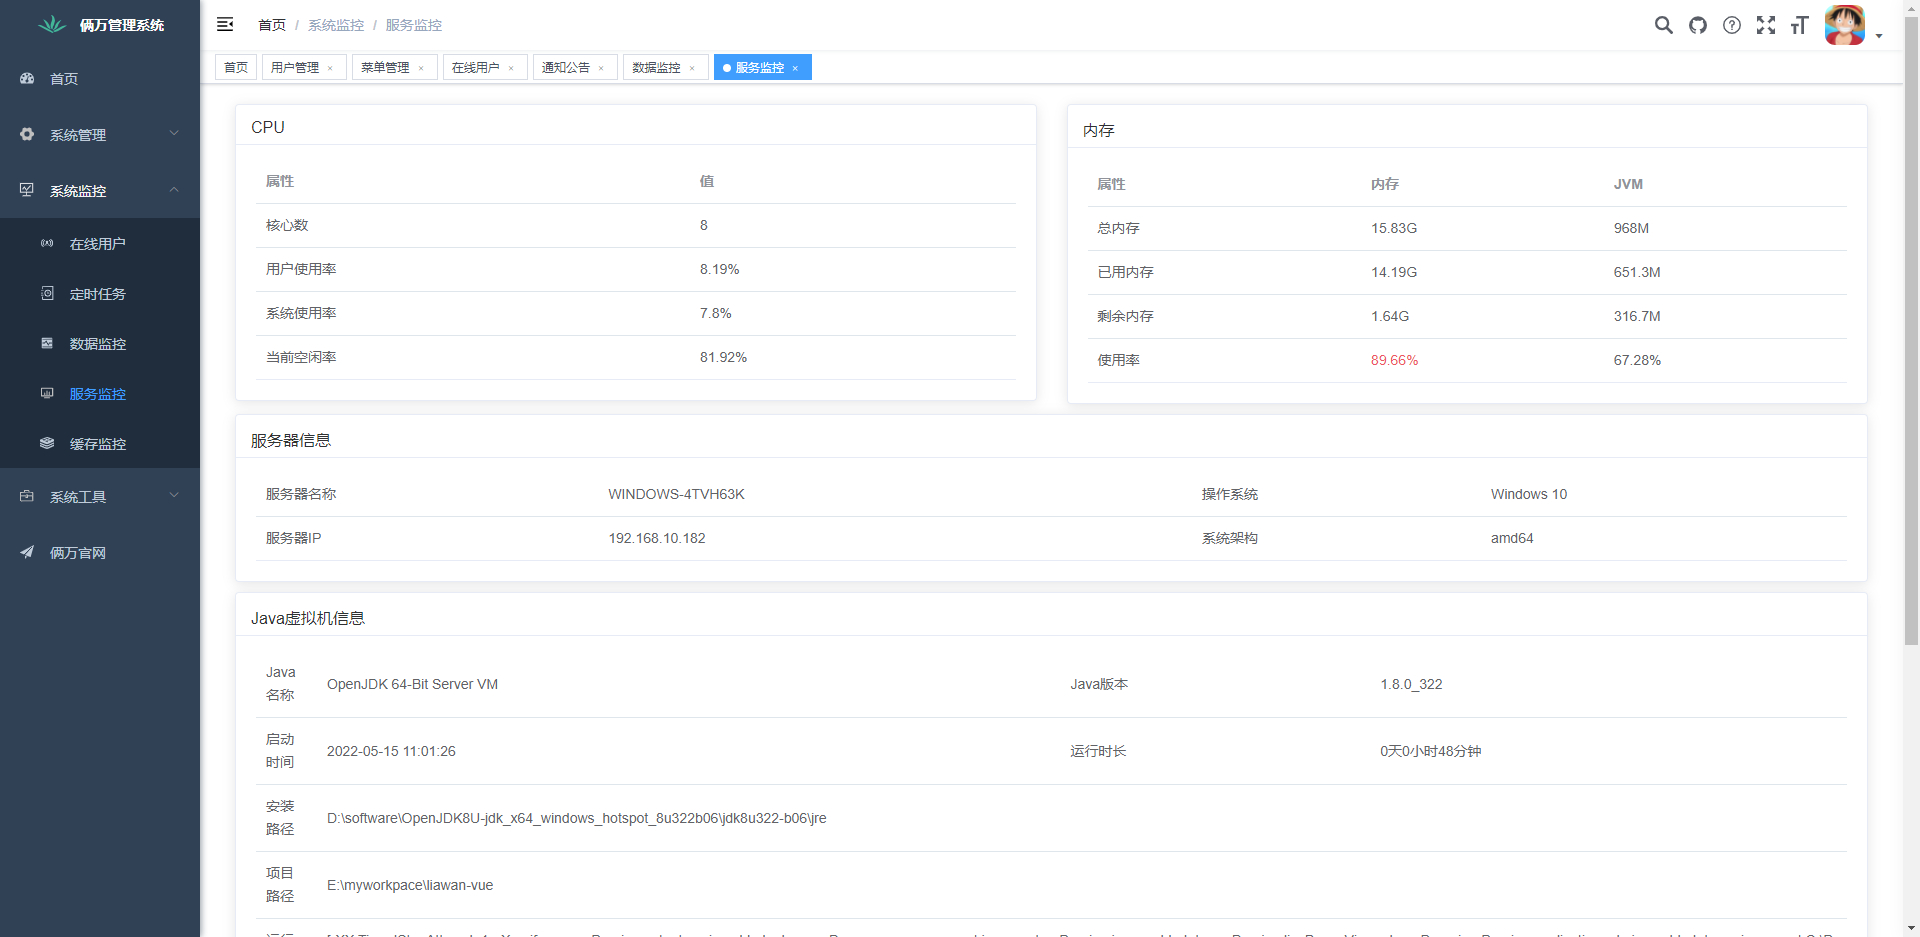 俩万管理系统
首页 / 系统监控 / 服务监控
首页
用户管理 ×
菜单管理 ×
在线用户 ×
通知公告 ×
数据监控 ×
服务监控 ×
首页
系统管理
系统监控
在线用户
定时任务
数据监控
服务监控
缓存监控
系统工具
俩万官网
CPU
属性 值
核心数 8
用户使用率 8.19%
系统使用率 7.8%
当前空闲率 81.92%
内存
属性 内存 JVM
总内存 15.83G 968M
已用内存 14.19G 651.3M
剩余内存 1.64G 316.7M
使用率 89.66% 67.28%
服务器信息
服务器名称 WINDOWS-4TVH63K 操作系统 Windows 10
服务器IP 192.168.10.182 系统架构 amd64
Java虚拟机信息
Java
名称
OpenJDK 64-Bit Server VM Java版本 1.8.0_322
启动
时间
2022-05-15 11:01:26 运行时长 0天0小时48分钟
安装
路径
D:\software\OpenJDK8U-jdk_x64_windows_hotspot_8u322b06\jdk8u322-b06\jre
项目
路径
E:\myworkpace\liawan-vue